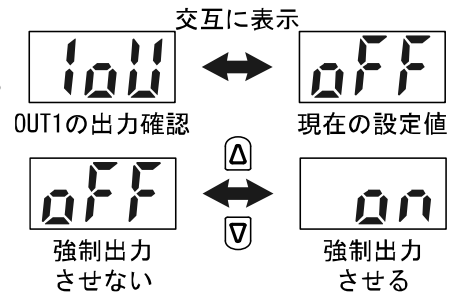 交互に表示
1oU
oFF
OUT1の出力確認
現在の設定値
oFF
on
強制出力
させない
強制出力
させる